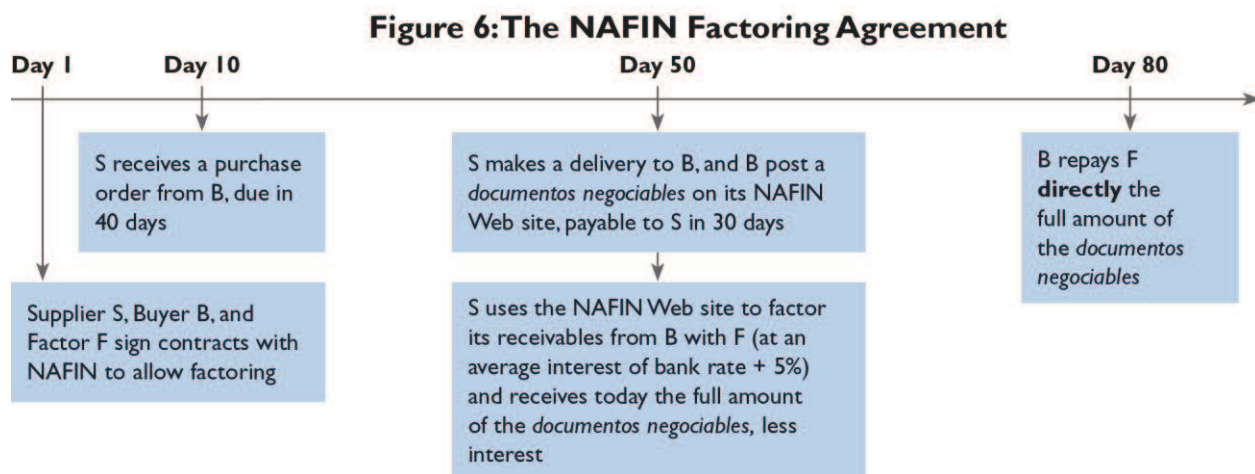 Figure 6: The NAFIN Factoring Agreement
Day 1
Day 10
Day 50
Day 80
S receives a purchase
order from B, due in
40 days
S makes a delivery to B, and B post a
documentos negociables on its NAFIN
Web site, payable to S in 30 days
B repays F
directly the
full amount of
the documentos
negociables
Supplier S, Buyer B, and
Factor F sign contracts with
NAFIN to allow factoring
S uses the NAFIN Web site to factor
its receivables from B with F (at an
average interest of bank rate + 5%)
and receives today the full amount
of the documentos negociables, less
interest